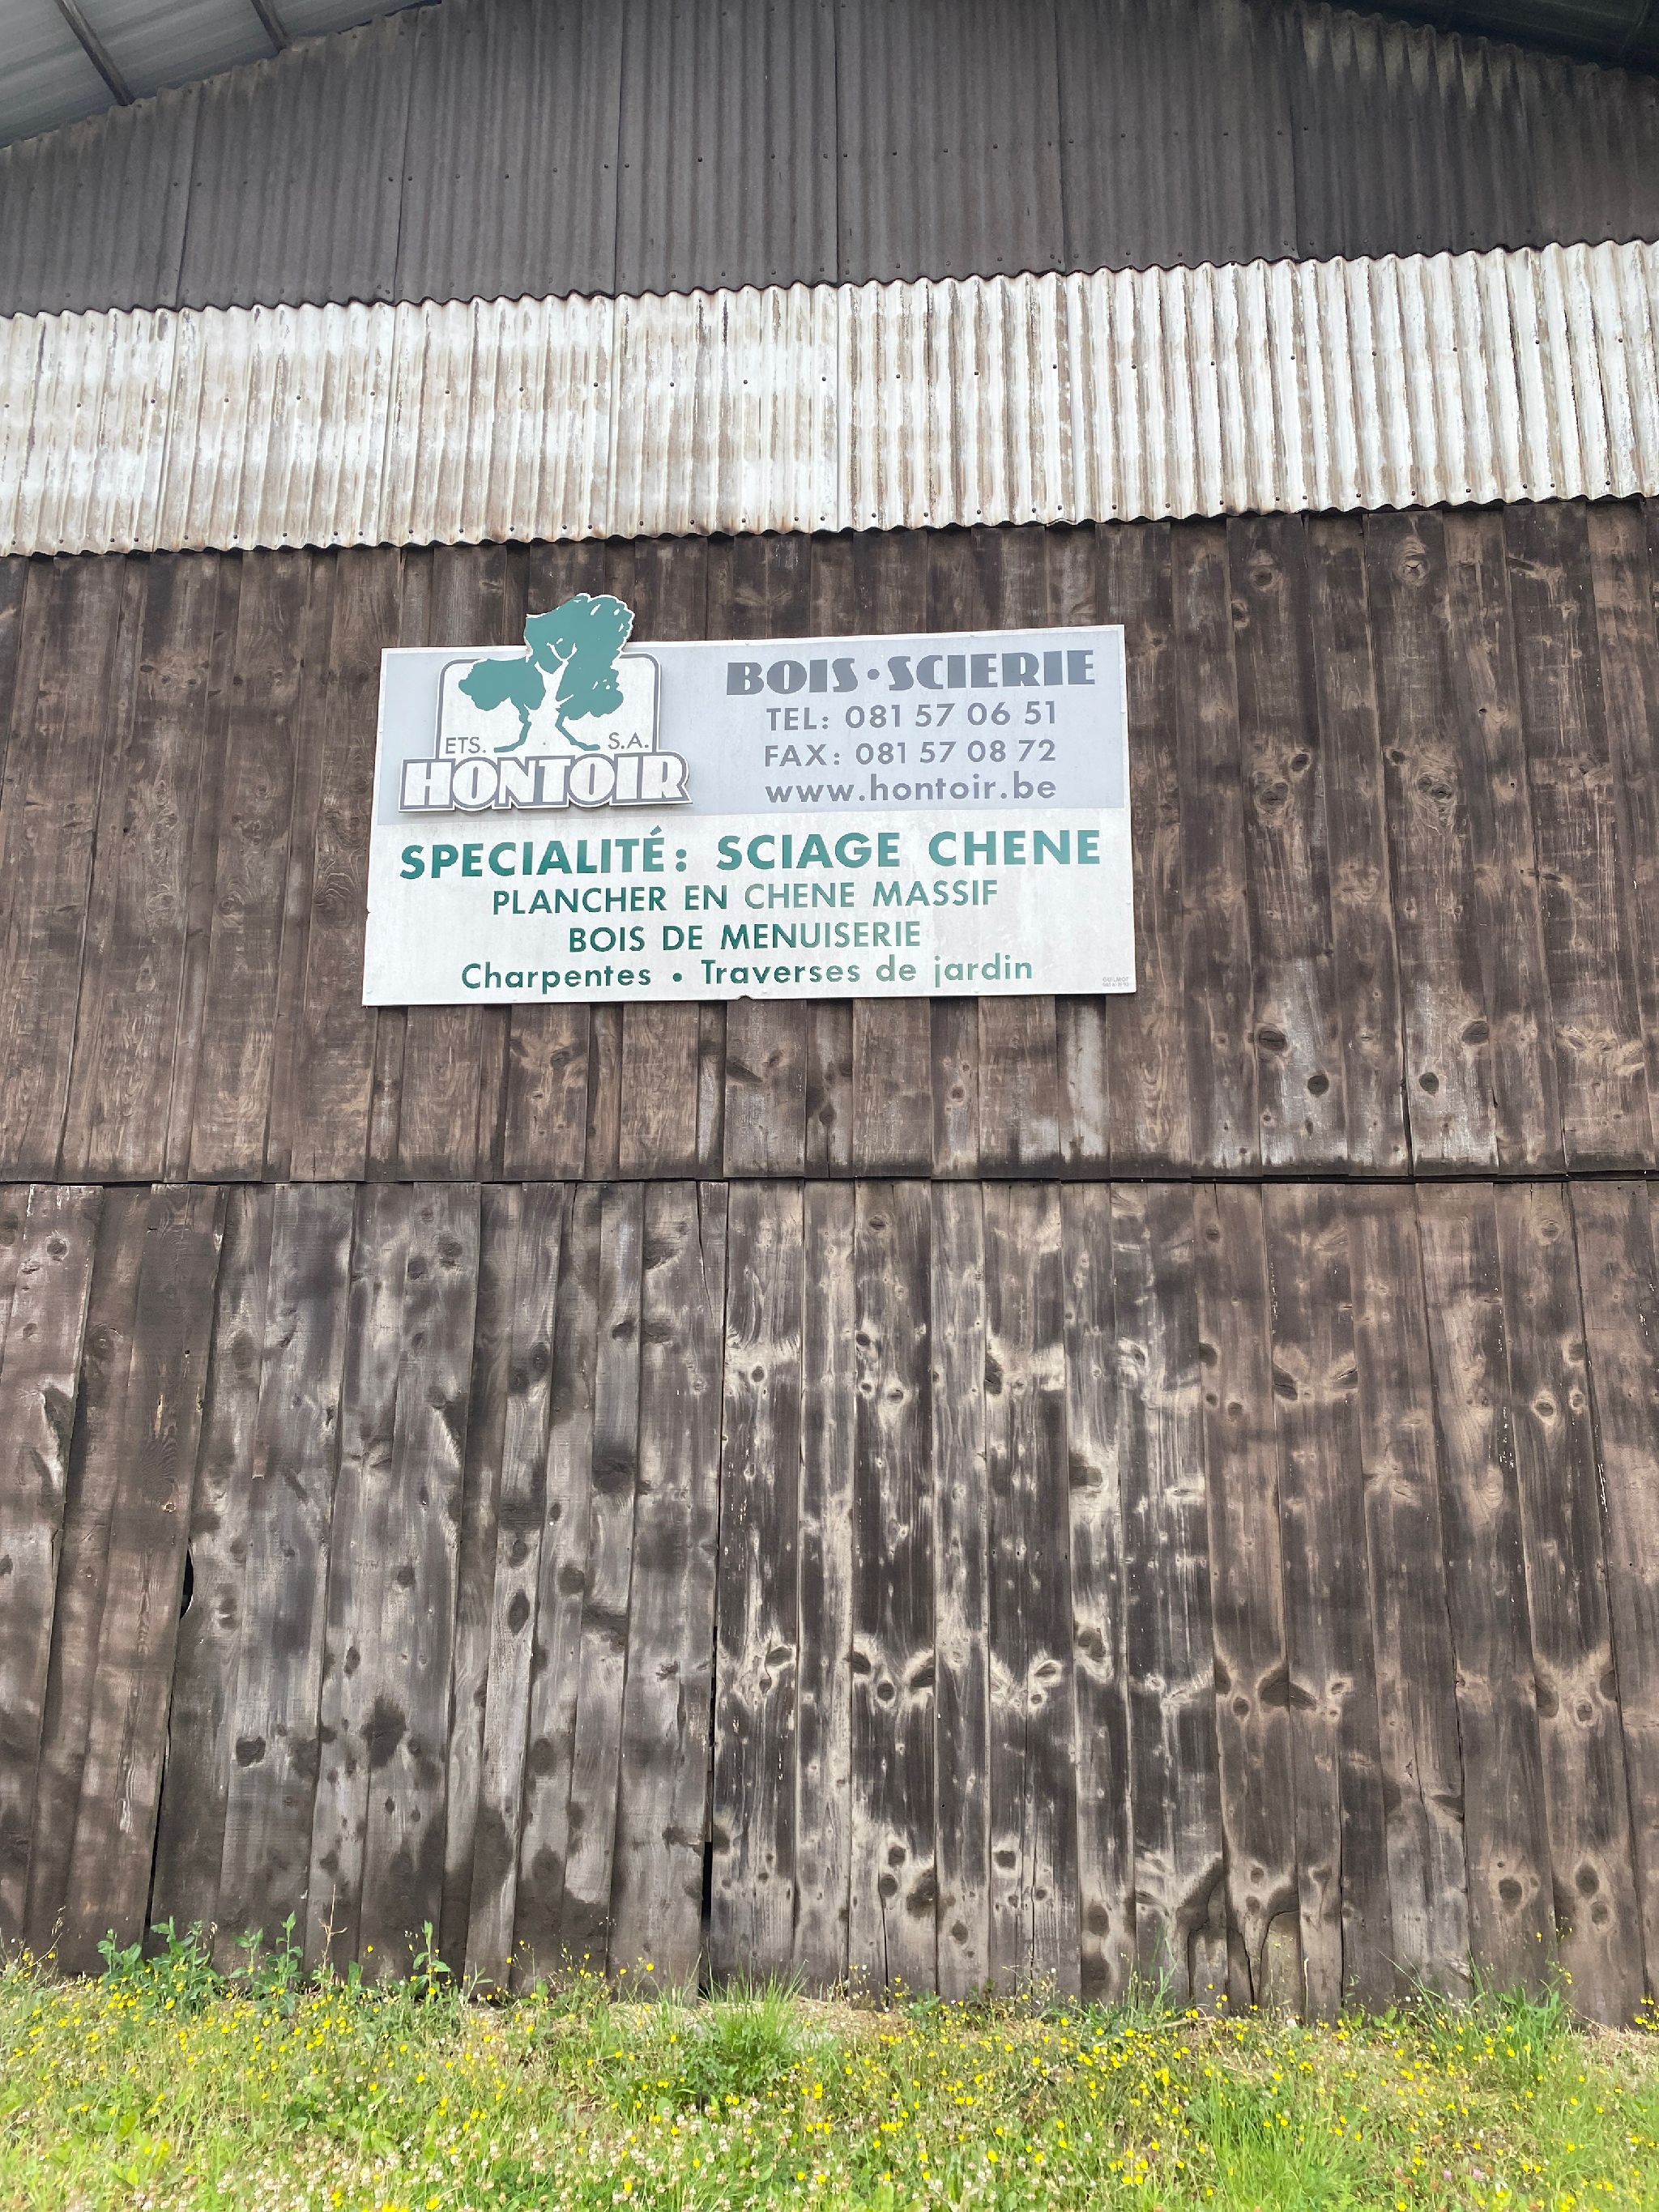 ETS. S.A.
HONTOIR
BOIS•SCIERIE
TEL: 081 57 06 51
FAX: 081 57 08 72
www.hontoir.be
SPECIALITÉ: SCIAGE CHENE
PLANCHER EN CHENE MASSIF
BOIS DE MENUISERIE
Charpentes • Traverses de jardin